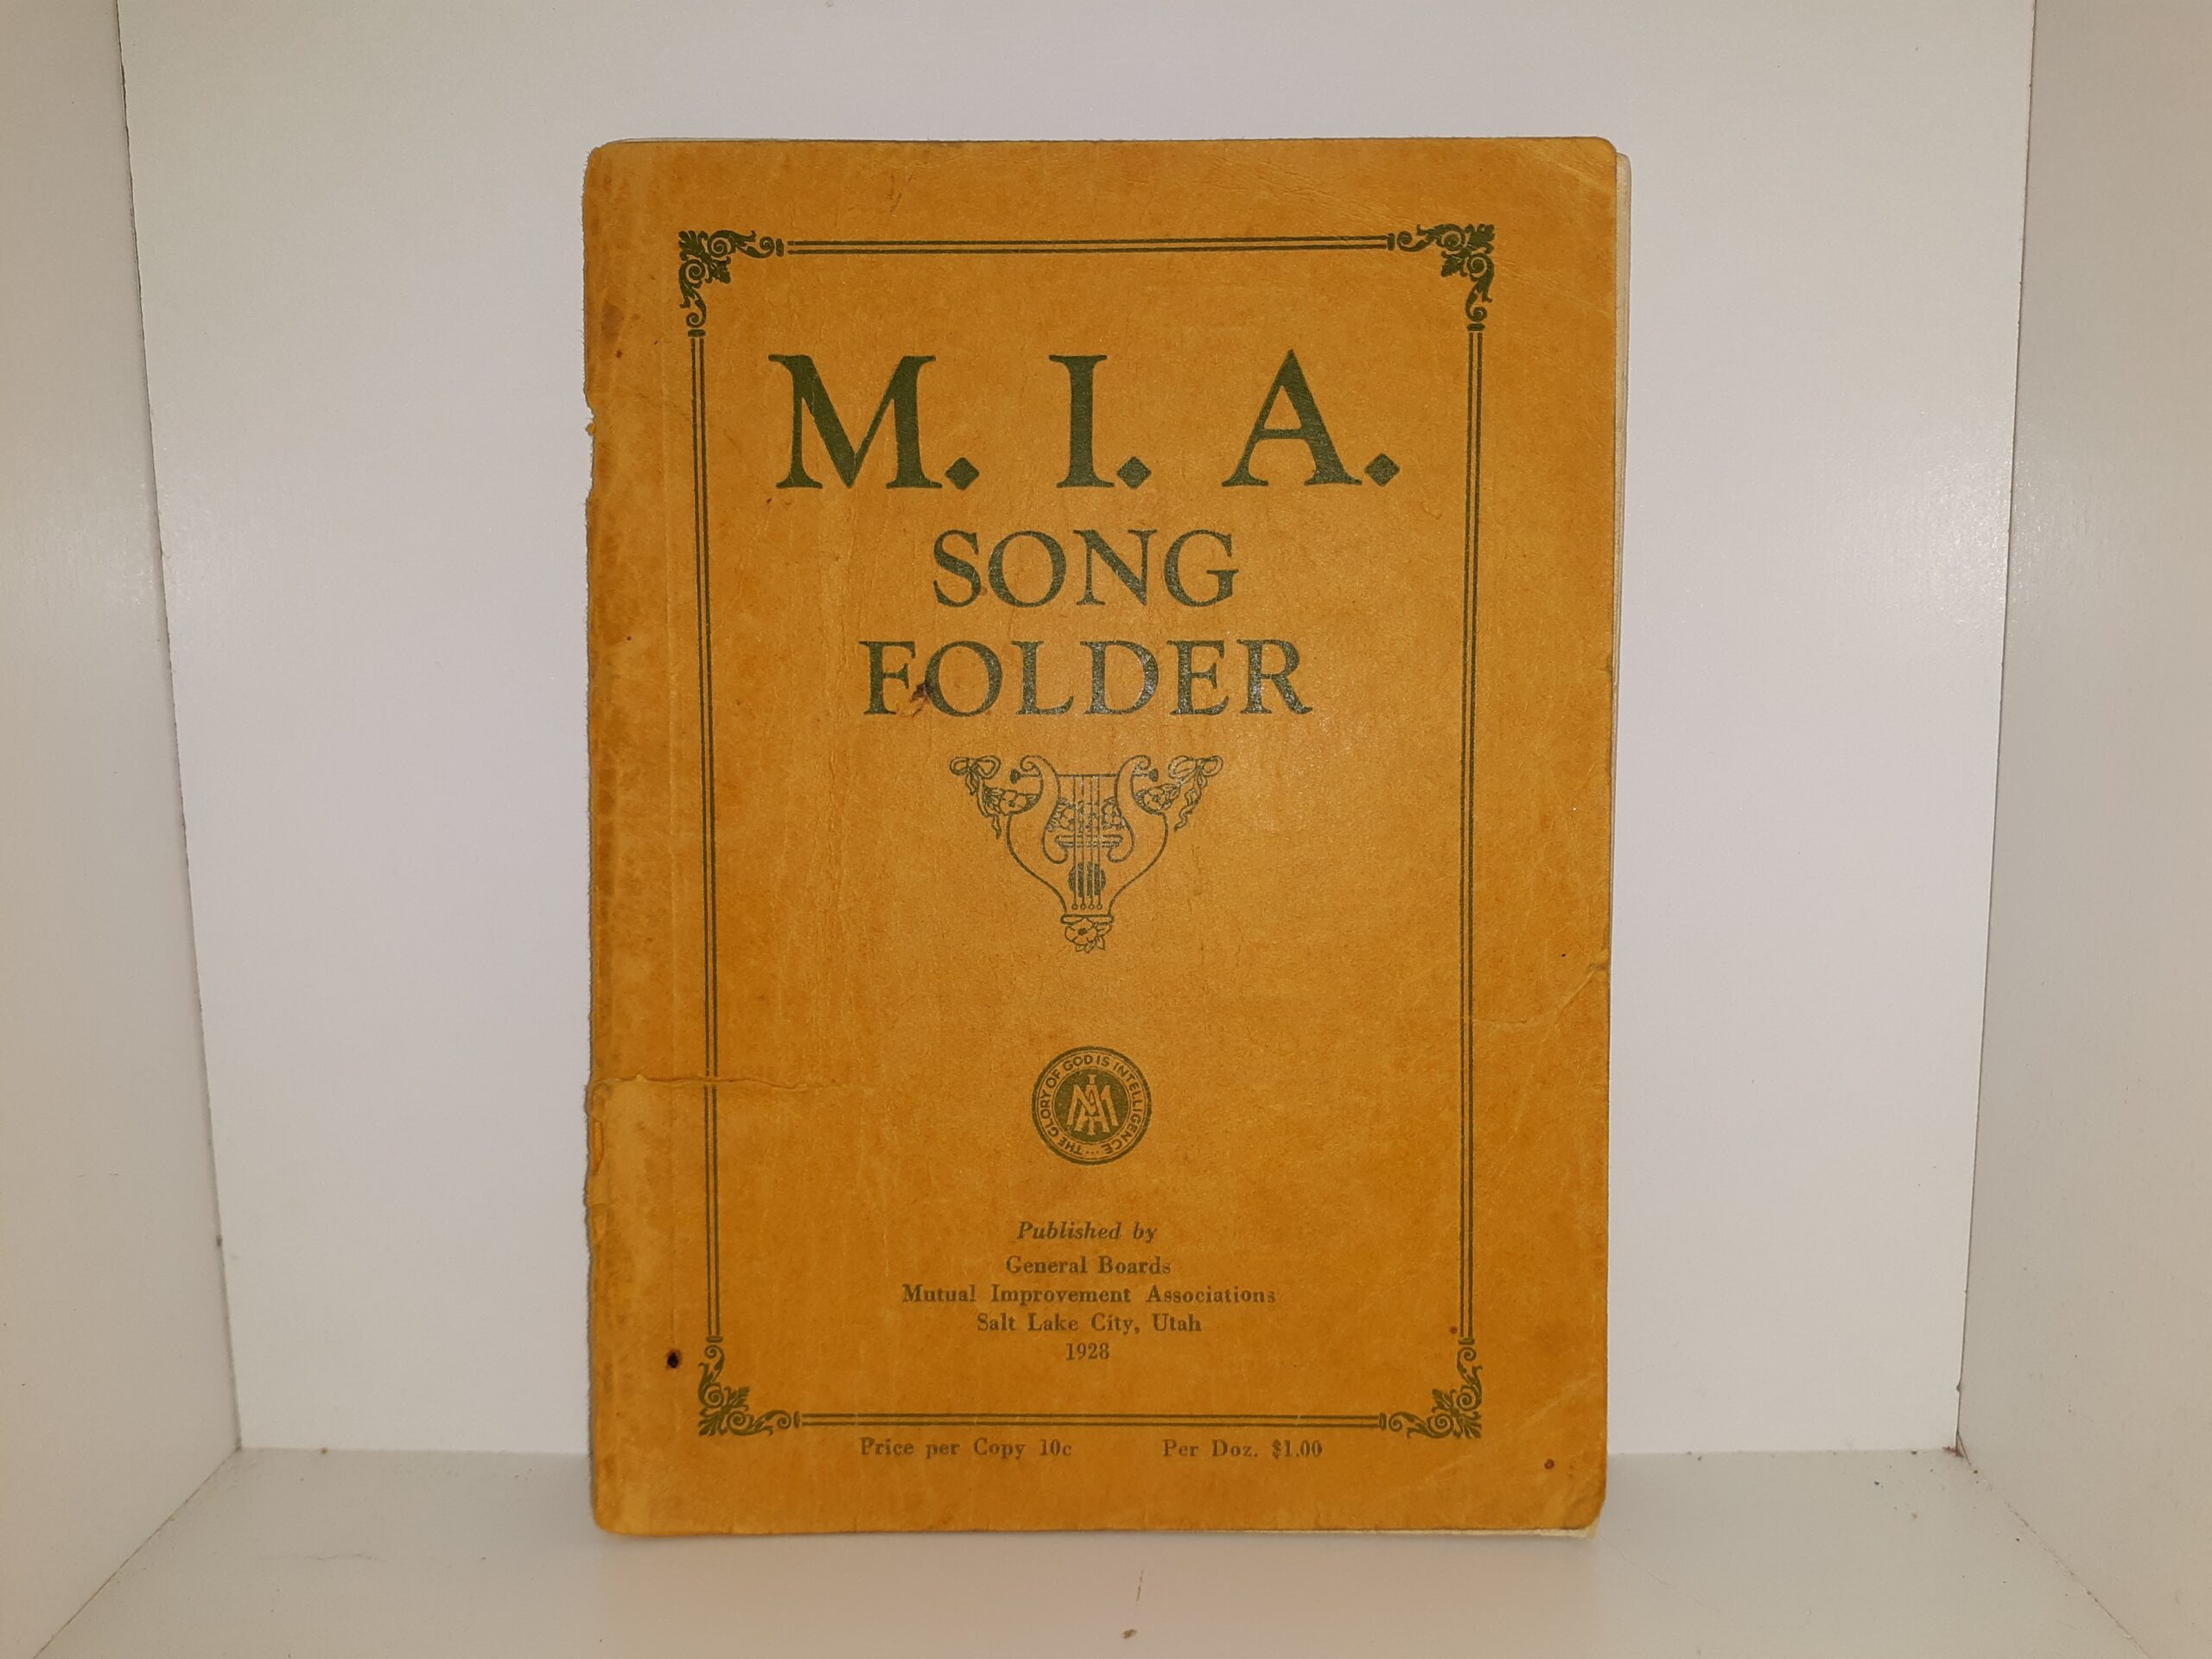 M. I. A.
SONG
FOLDER
THE GLORY OF GOD IS INTELLIGENCE...
MIA
Published by
General Boards
Mutual Improvement Associations
Salt Lake City, Utah
1928
Price per Copy 10c Per Doz. $1.00